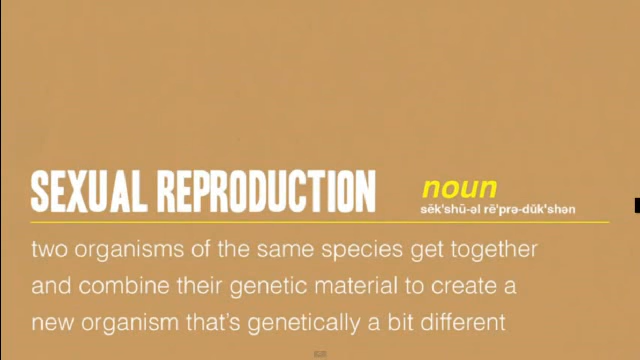 SEXUAL REPRODUCTION noun
sĕk'shū-əl rē'prə-dŭk'shən
two organisms of the same species get together
and combine their genetic material to create a
new organism that's genetically a bit different